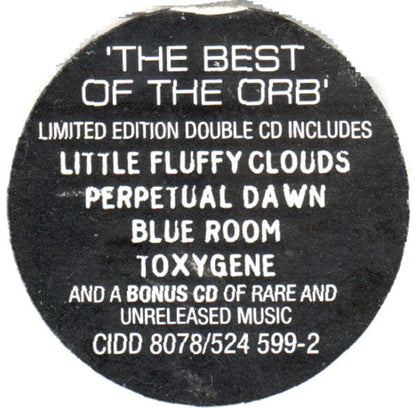 'THE BEST
OF THE ORB'
LIMITED EDITION DOUBLE CD INCLUDES
LITTLE FLUFFY CLOUDS
PERPETUAL DAWN
BLUE ROOM
TOXYGENE
AND A BONUS CD OF RARE AND
UNRELEASED MUSIC
CIDD 8078/524 599-2